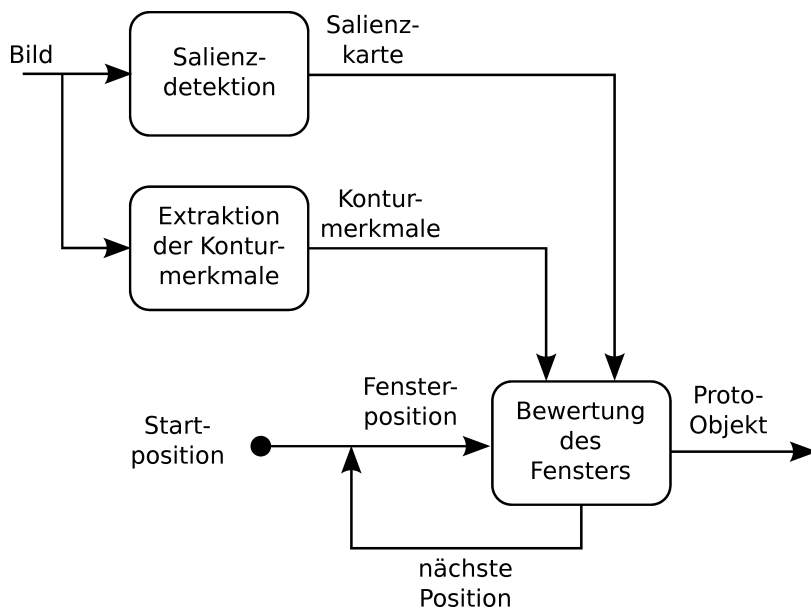 Bild
Salienz-
detektion
Salienz-
karte
Extraktion
der Kontur-
merkmale
Kontur-
merkmale
Start-
position
Fenster-
position
Bewertung
des
Fensters
Proto-
Objekt
nächste
Position